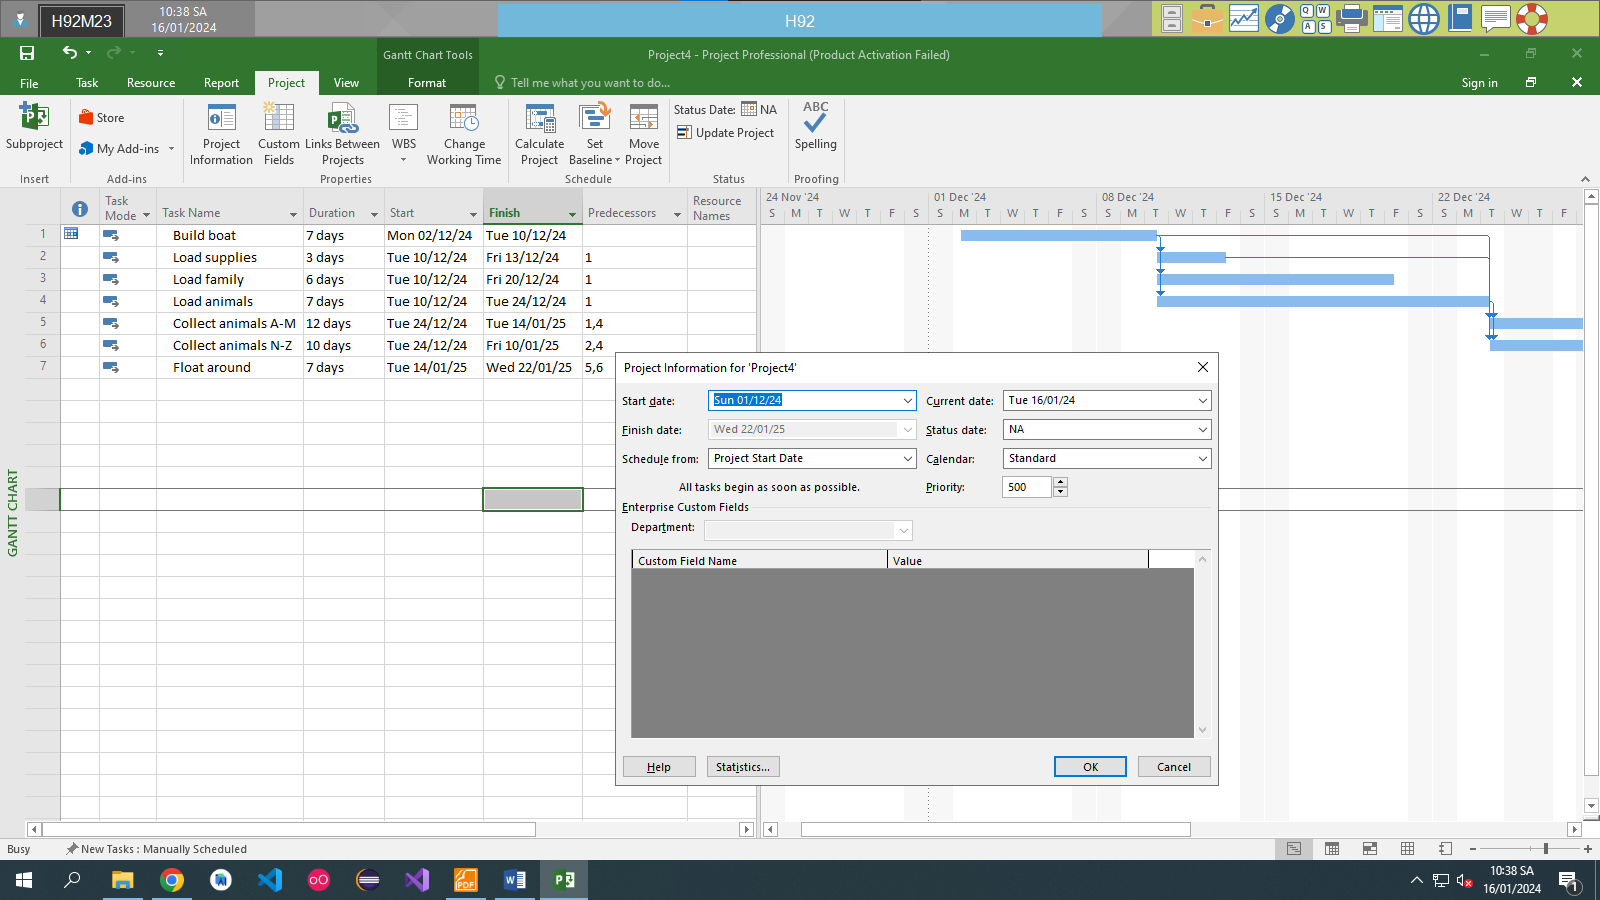 H92M23
10:38 SA
16/01/2024
H92
Q W A S
Gantt Chart Tools
Project4 - Project Professional (Product Activation Failed)
File Task Resource Report Project View Format Tell me what you want to do... Sign in
Subproject
Insert
Store
My Add-ins
Add-ins
Project Information
Custom Fields
Links Between Projects
WBS
Change Working Time
Properties
Calculate Project
Set Baseline
Move Project
Schedule
Status Date: NA
Update Project
Status
ABC
Spelling
Proofing
Task Mode Task Name Duration Start Finish Predecessors Resource Names
24 Nov '24 01 Dec '24 08 Dec '24 15 Dec '24 22 Dec '24
S M T W T F S S M T W T F S S M T W T F S S M T W T F S S M T W T F
1 Build boat 7 days Mon 02/12/24 Tue 10/12/24
2 Load supplies 3 days Tue 10/12/24 Fri 13/12/24 1
3 Load family 6 days Tue 10/12/24 Fri 20/12/24 1
4 Load animals 7 days Tue 10/12/24 Tue 24/12/24 1
5 Collect animals A-M 12 days Tue 24/12/24 Tue 14/01/25 1,4
6 Collect animals N-Z 10 days Tue 24/12/24 Fri 10/01/25 2,4
7 Float around 7 days Tue 14/01/25 Wed 22/01/25 5,6
GANTT CHART
Project Information for 'Project4'
Start date: Sun 01/12/24 Current date: Tue 16/01/24
Finish date: Wed 22/01/25 Status date: NA
Schedule from: Project Start Date Calendar: Standard
All tasks begin as soon as possible. Priority: 500
Enterprise Custom Fields
Department:
Custom Field Name Value
Help Statistics... OK Cancel
Busy New Tasks : Manually Scheduled
PDF
10:38 SA
16/01/2024
1